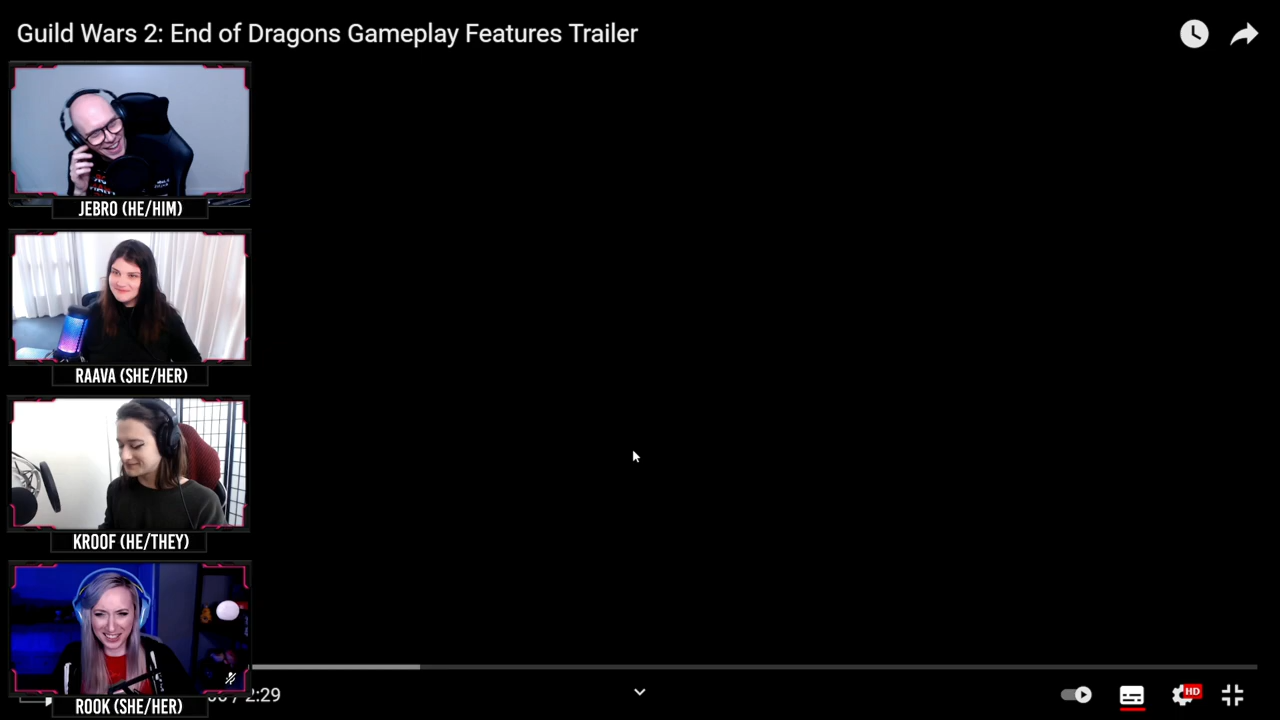 Guild Wars 2: End of Dragons Gameplay Features Trailer
JEBRO (HE/HIM)
RAAVA (SHE/HER)
KROOF (HE/THEY)
ROOK (SHE/HER)
/ 2:29
HD